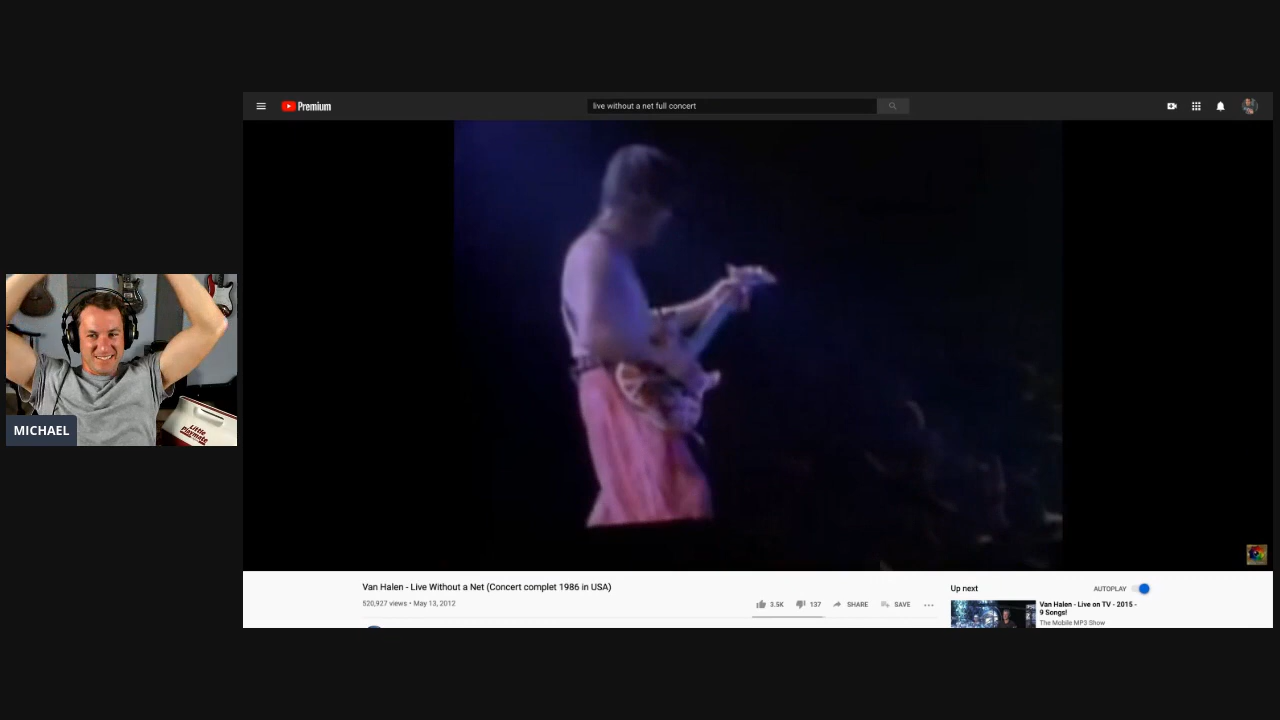 Premium
live without a net full concert
Little
Playmate
MICHAEL
Van Halen - Live Without a Net (Concert complet 1986 in USA)
520,927 views • May 13, 2012
3.5K
137
SHARE
SAVE
Up next
AUTOPLAY
Van Halen - Live on TV - 2015 -
9 Songs!
The Mobile MP3 Show